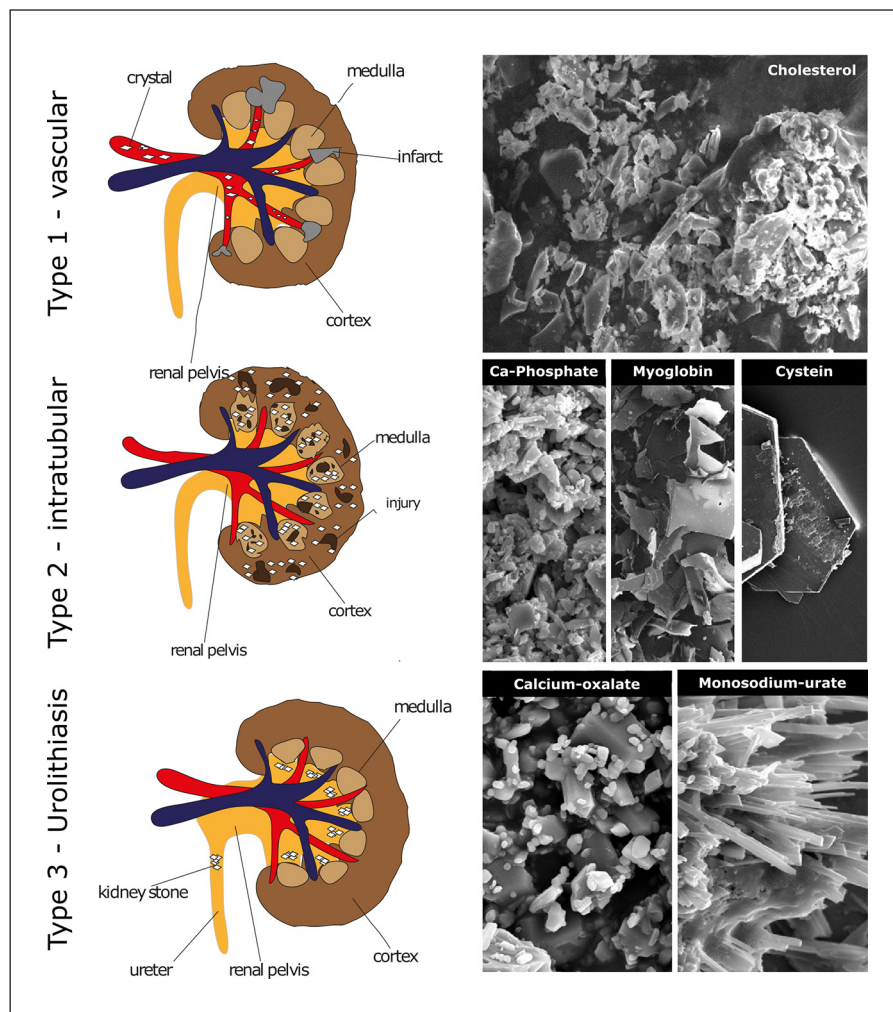 Type 1 - vascular
crystal
medulla
infarct
cortex
renal pelvis
Cholesterol
Type 2 - intratubular
medulla
injury
cortex
renal pelvis
Ca-Phosphate
Myoglobin
Cystein
Type 3 - Urolithiasis
medulla
kidney stone
ureter
renal pelvis
cortex
Calcium-oxalate
Monosodium-urate